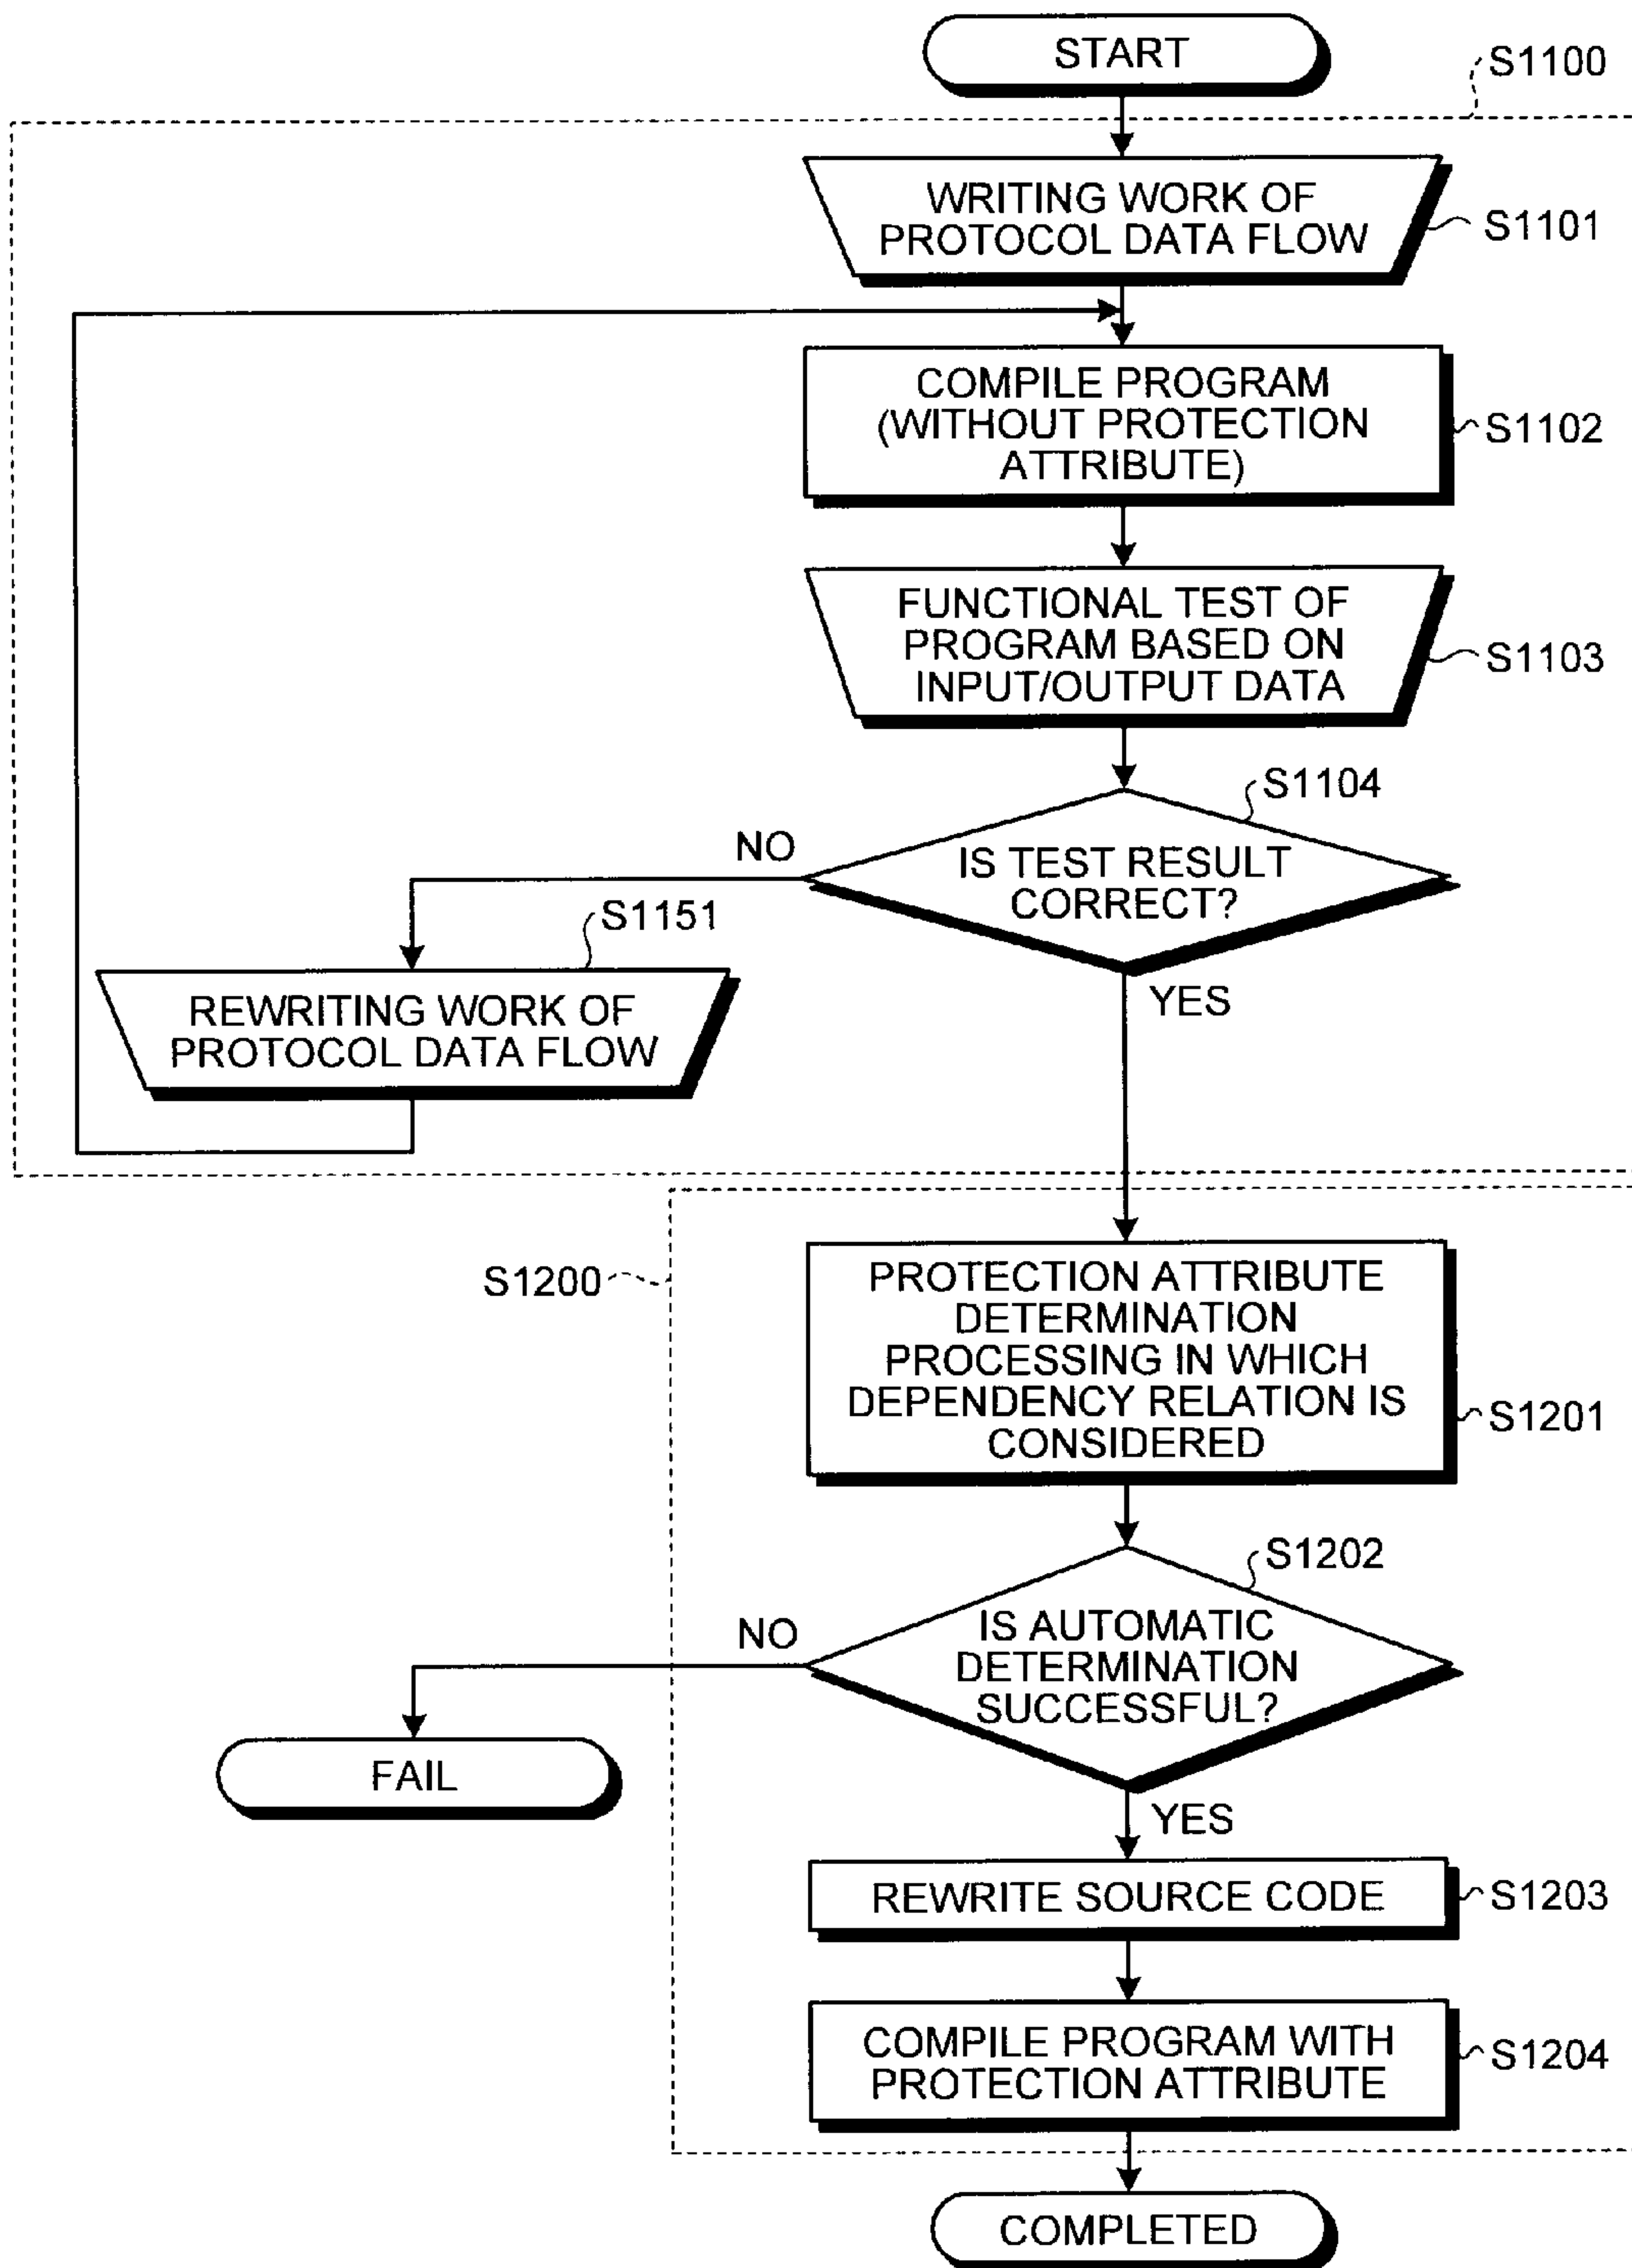 START
S1100
WRITING WORK OF
PROTOCOL DATA FLOW
S1101
COMPILE PROGRAM
(WITHOUT PROTECTION
ATTRIBUTE)
S1102
FUNCTIONAL TEST OF
PROGRAM BASED ON
INPUT/OUTPUT DATA
S1103
S1104
NO
IS TEST RESULT
CORRECT?
S1151
YES
REWRITING WORK OF
PROTOCOL DATA FLOW
S1200
PROTECTION ATTRIBUTE
DETERMINATION
PROCESSING IN WHICH
DEPENDENCY RELATION IS
CONSIDERED
S1201
S1202
NO
IS AUTOMATIC
DETERMINATION
SUCCESSFUL?
FAIL
YES
REWRITE SOURCE CODE
S1203
COMPILE PROGRAM WITH
PROTECTION ATTRIBUTE
S1204
COMPLETED